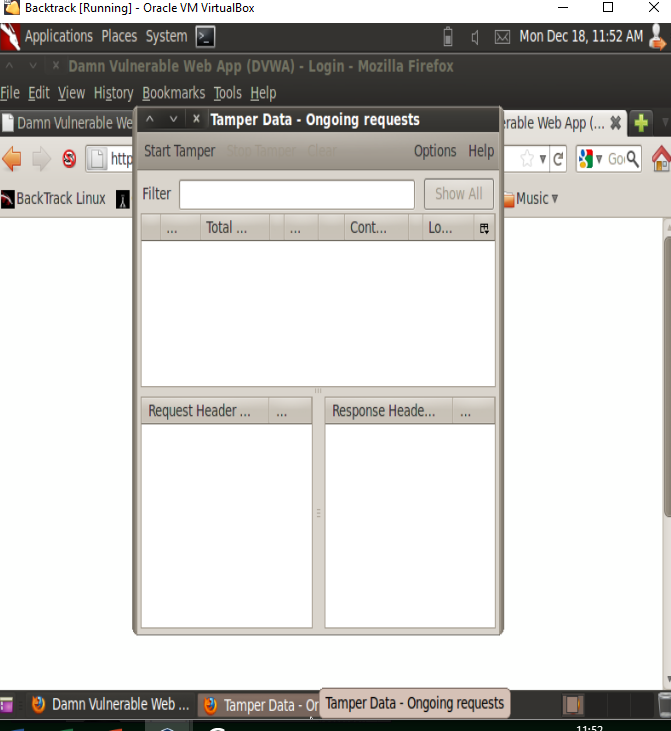 Backtrack [Running] - Oracle VM VirtualBox
Applications Places System Mon Dec 18, 11:52 AM
Damn Vulnerable Web App (DVWA) - Login - Mozilla Firefox
File Edit View History Bookmarks Tools Help
Tamper Data - Ongoing requests
Damn Vulnerable We
rable Web App (...
Start Tamper Stop Tamper Clear Options Help
http
Go
Filter Show All
BackTrack Linux
Music
... Total ... ... Cont... Lo...
Request Header ... ...
Response Heade... ...
Damn Vulnerable Web ...
Tamper Data - On
Tamper Data - Ongoing requests
11:52